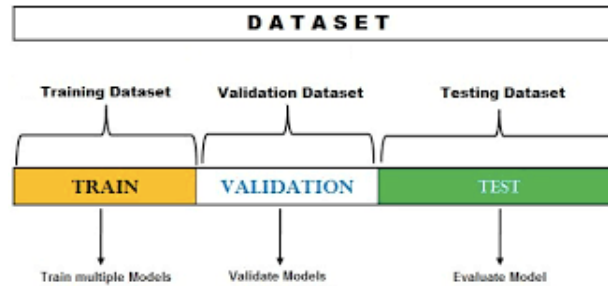 DATASET
Training Dataset Validation Dataset Testing Dataset
TRAIN VALIDATION TEST
Train multiple Models Validate Models Evaluate Model